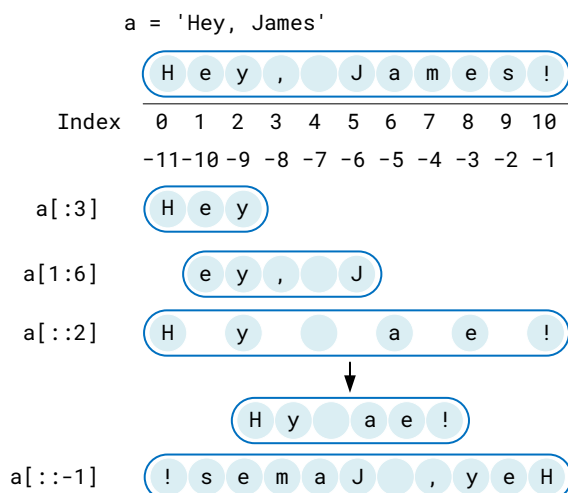 a = 'Hey, James'
H e y , J a m e s !
Index 0 1 2 3 4 5 6 7 8 9 10
-11 -10 -9 -8 -7 -6 -5 -4 -3 -2 -1
a[:3] H e y
a[1:6] e y , J
a[::2] H y a e !
H y a e !
a[::-1] ! s e m a J , y e H